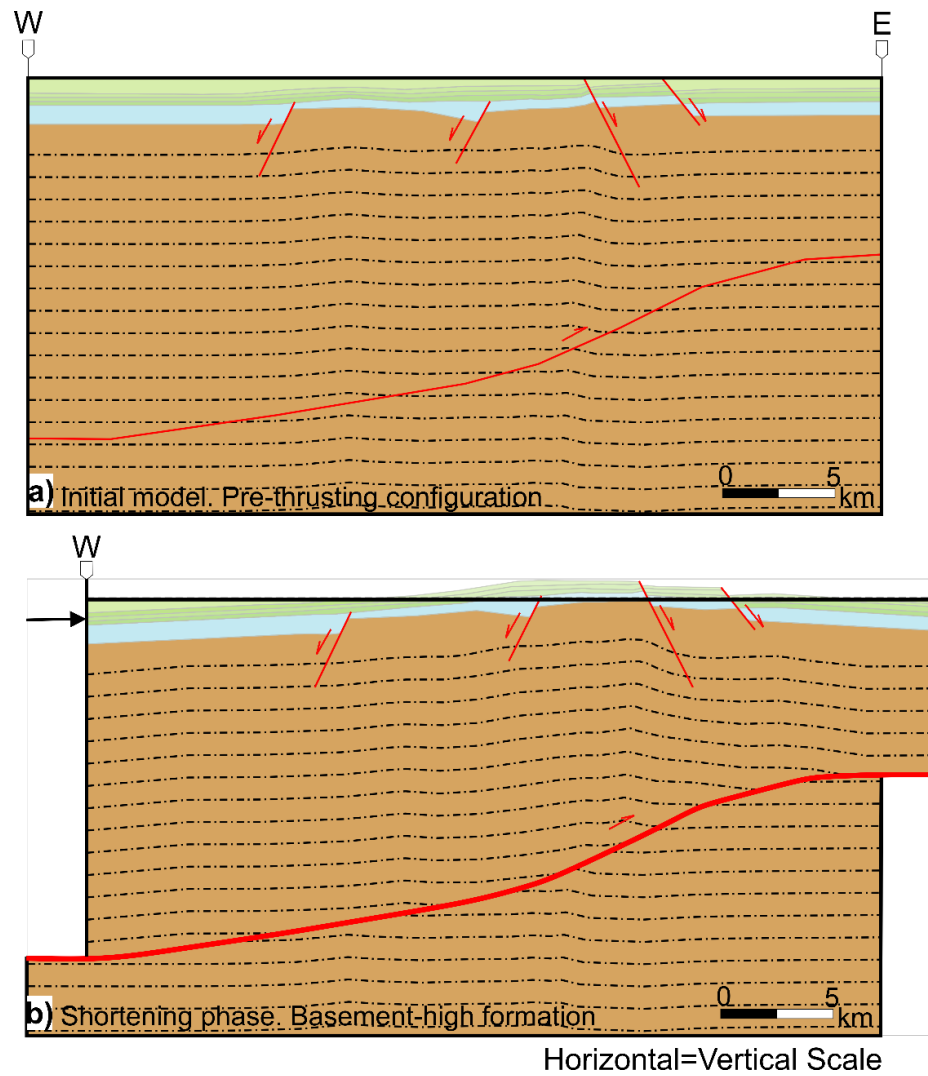 W E
a) Initial model. Pre-thrusting configuration
0 5
km
W
b) Shortening phase. Basement-high formation
0 5
km
Horizontal=Vertical Scale